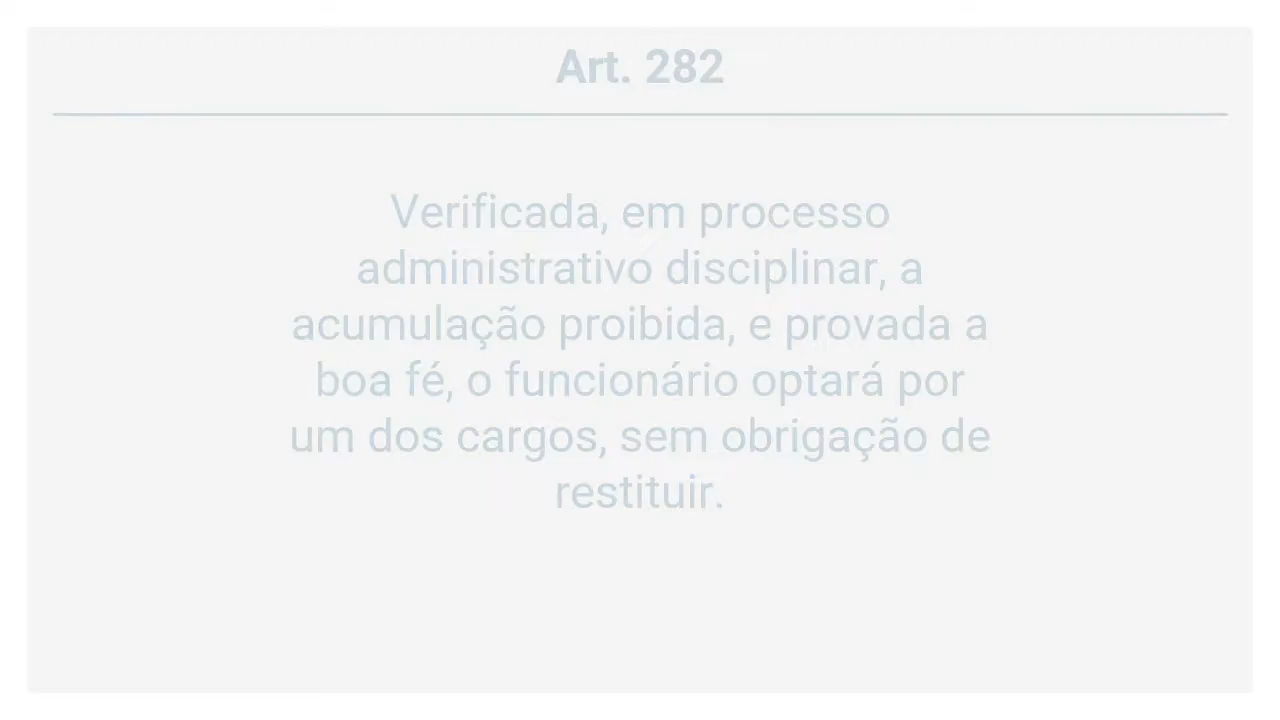 Art. 282
Verificada, em processo
administrativo disciplinar, a
acumulação proibida, e provada a
boa fé, o funcionário optará por
um dos cargos, sem obrigação de
restituir.